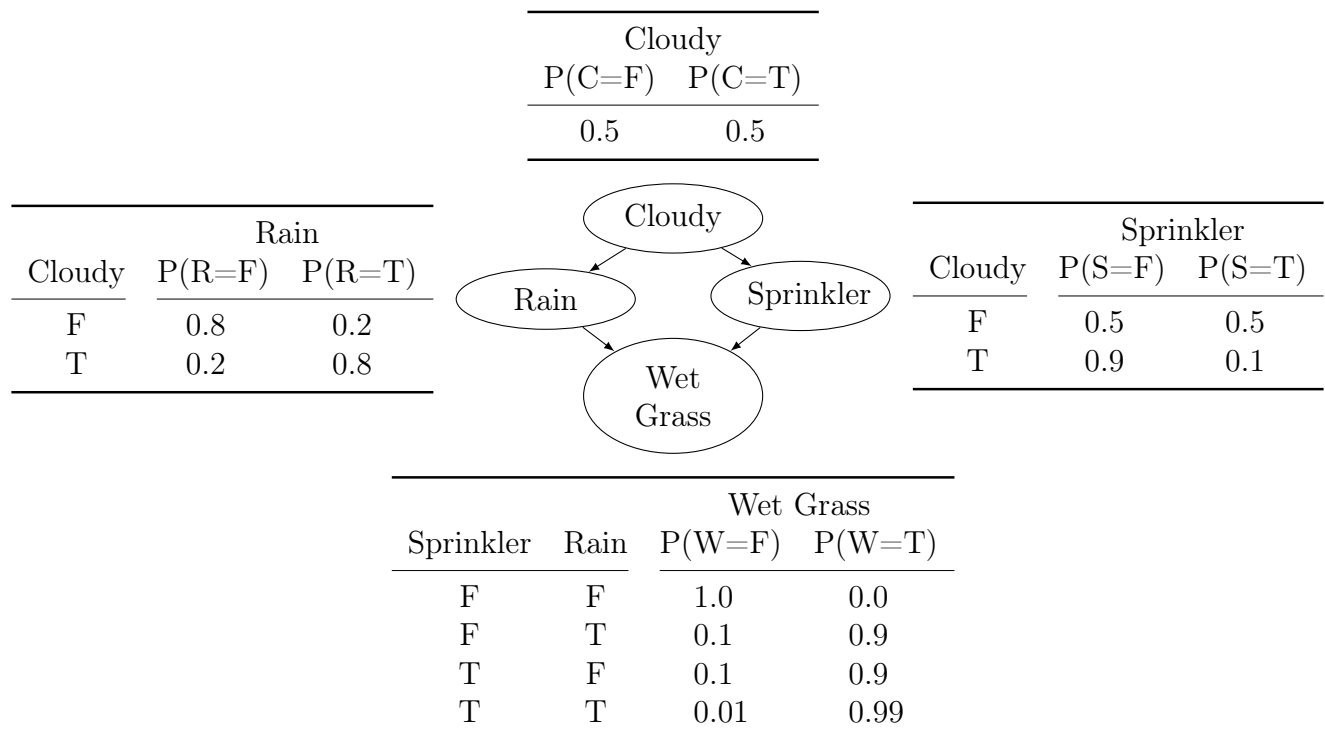 Cloudy
P(C=F) P(C=T)
0.5 0.5
Rain
Cloudy P(R=F) P(R=T)
F 0.8 0.2
T 0.2 0.8
Cloudy
Rain
Sprinkler
Wet
Grass
Sprinkler
Cloudy P(S=F) P(S=T)
F 0.5 0.5
T 0.9 0.1
Wet Grass
Sprinkler Rain P(W=F) P(W=T)
F F 1.0 0.0
F T 0.1 0.9
T F 0.1 0.9
T T 0.01 0.99